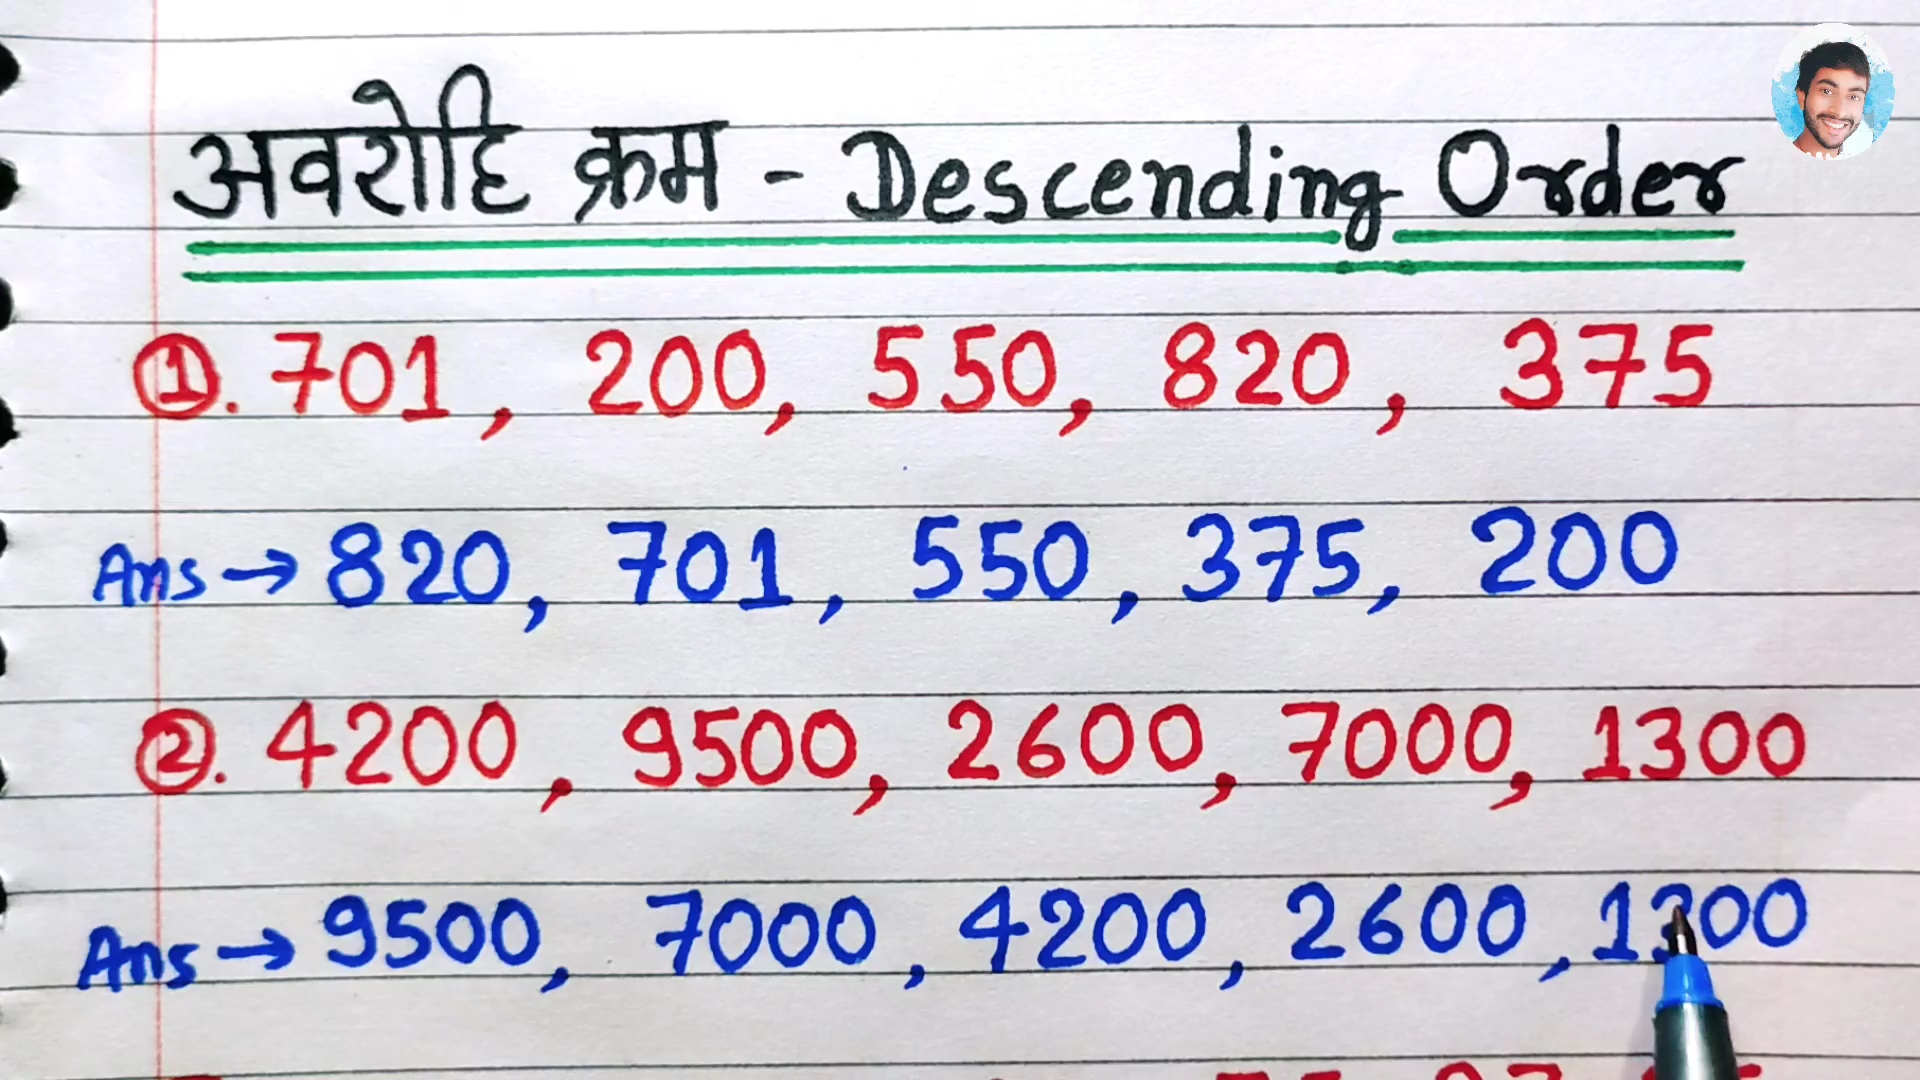 अवरोहि क्रम - Descending Order
①. 701, 200, 550, 820, 375
Ans → 820, 701, 550, 375, 200
②. 4200, 9500, 2600, 7000, 1300
Ans → 9500, 7000, 4200, 2600, 1300